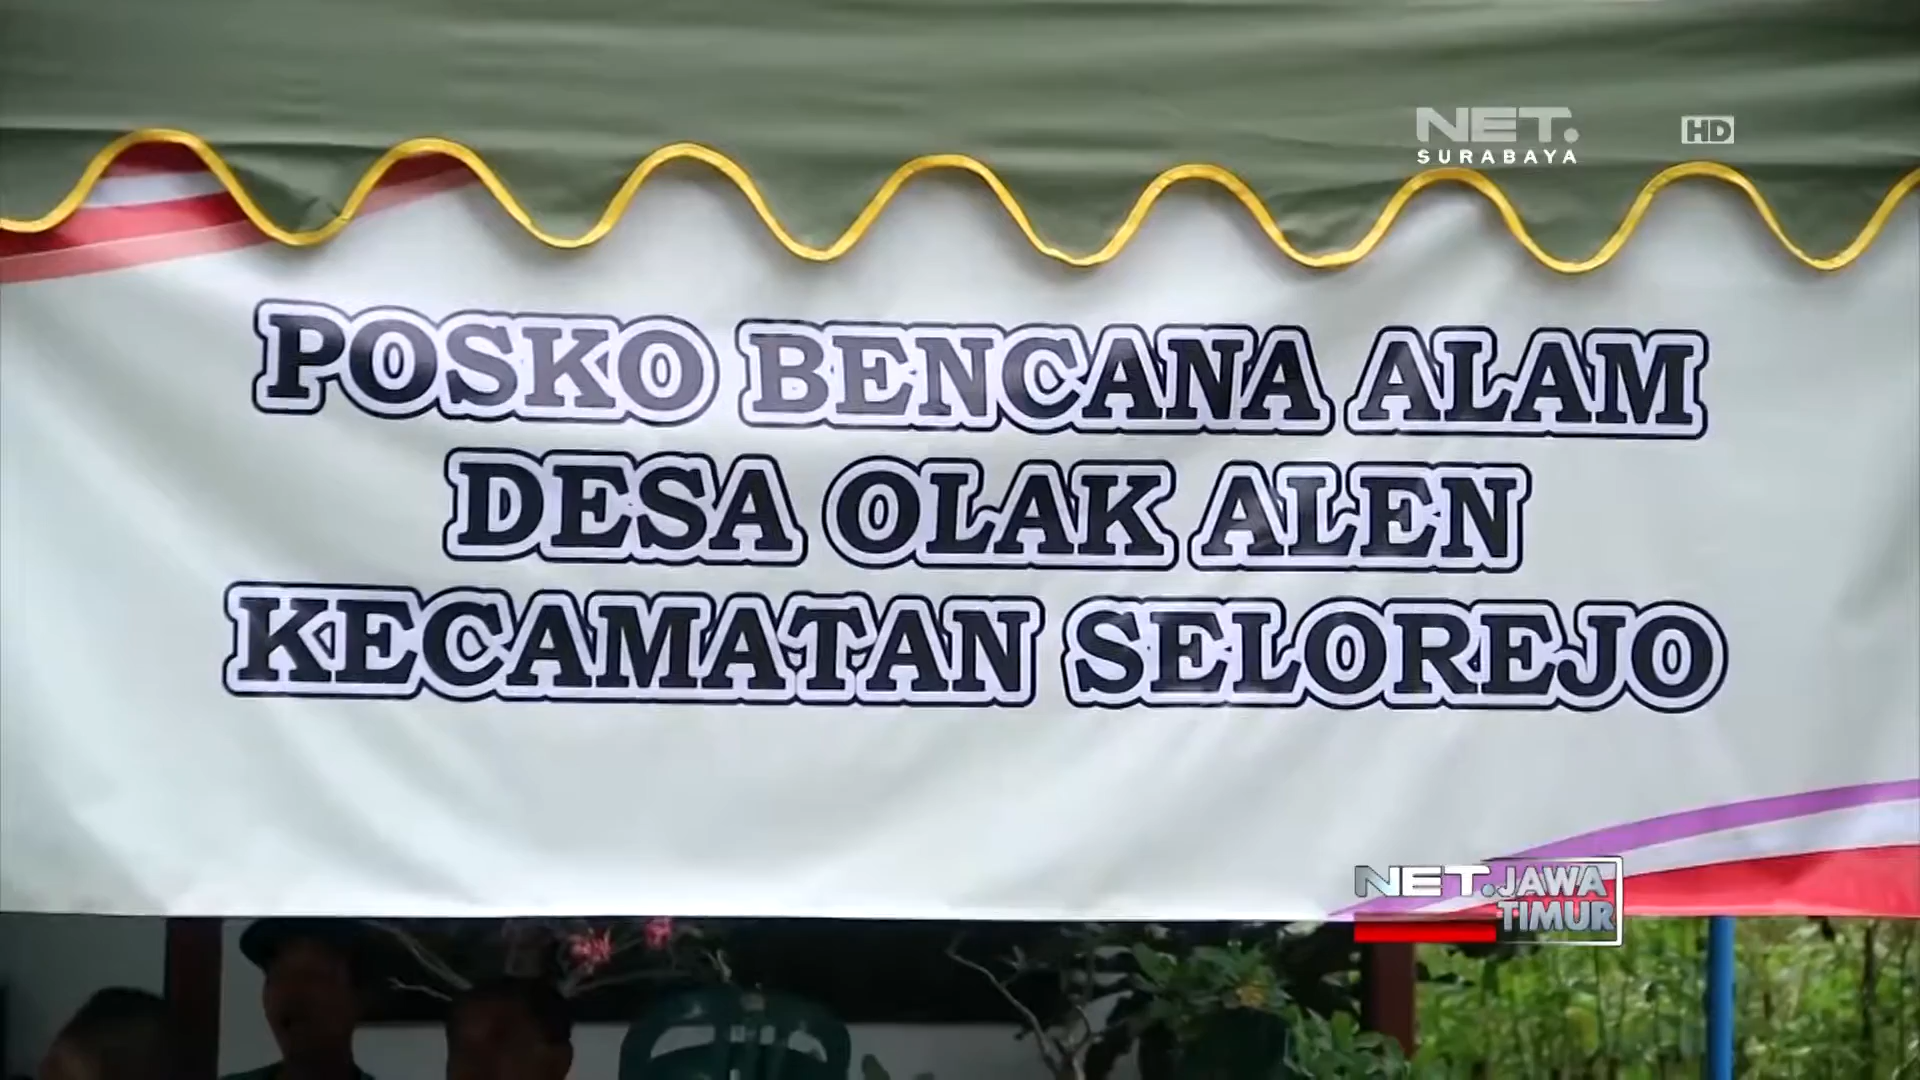 NET.
SURABAYA
HD
POSKO BENCANA ALAM
DESA OLAK ALEN
KECAMATAN SELOREJO
NET. JAWA
TIMUR